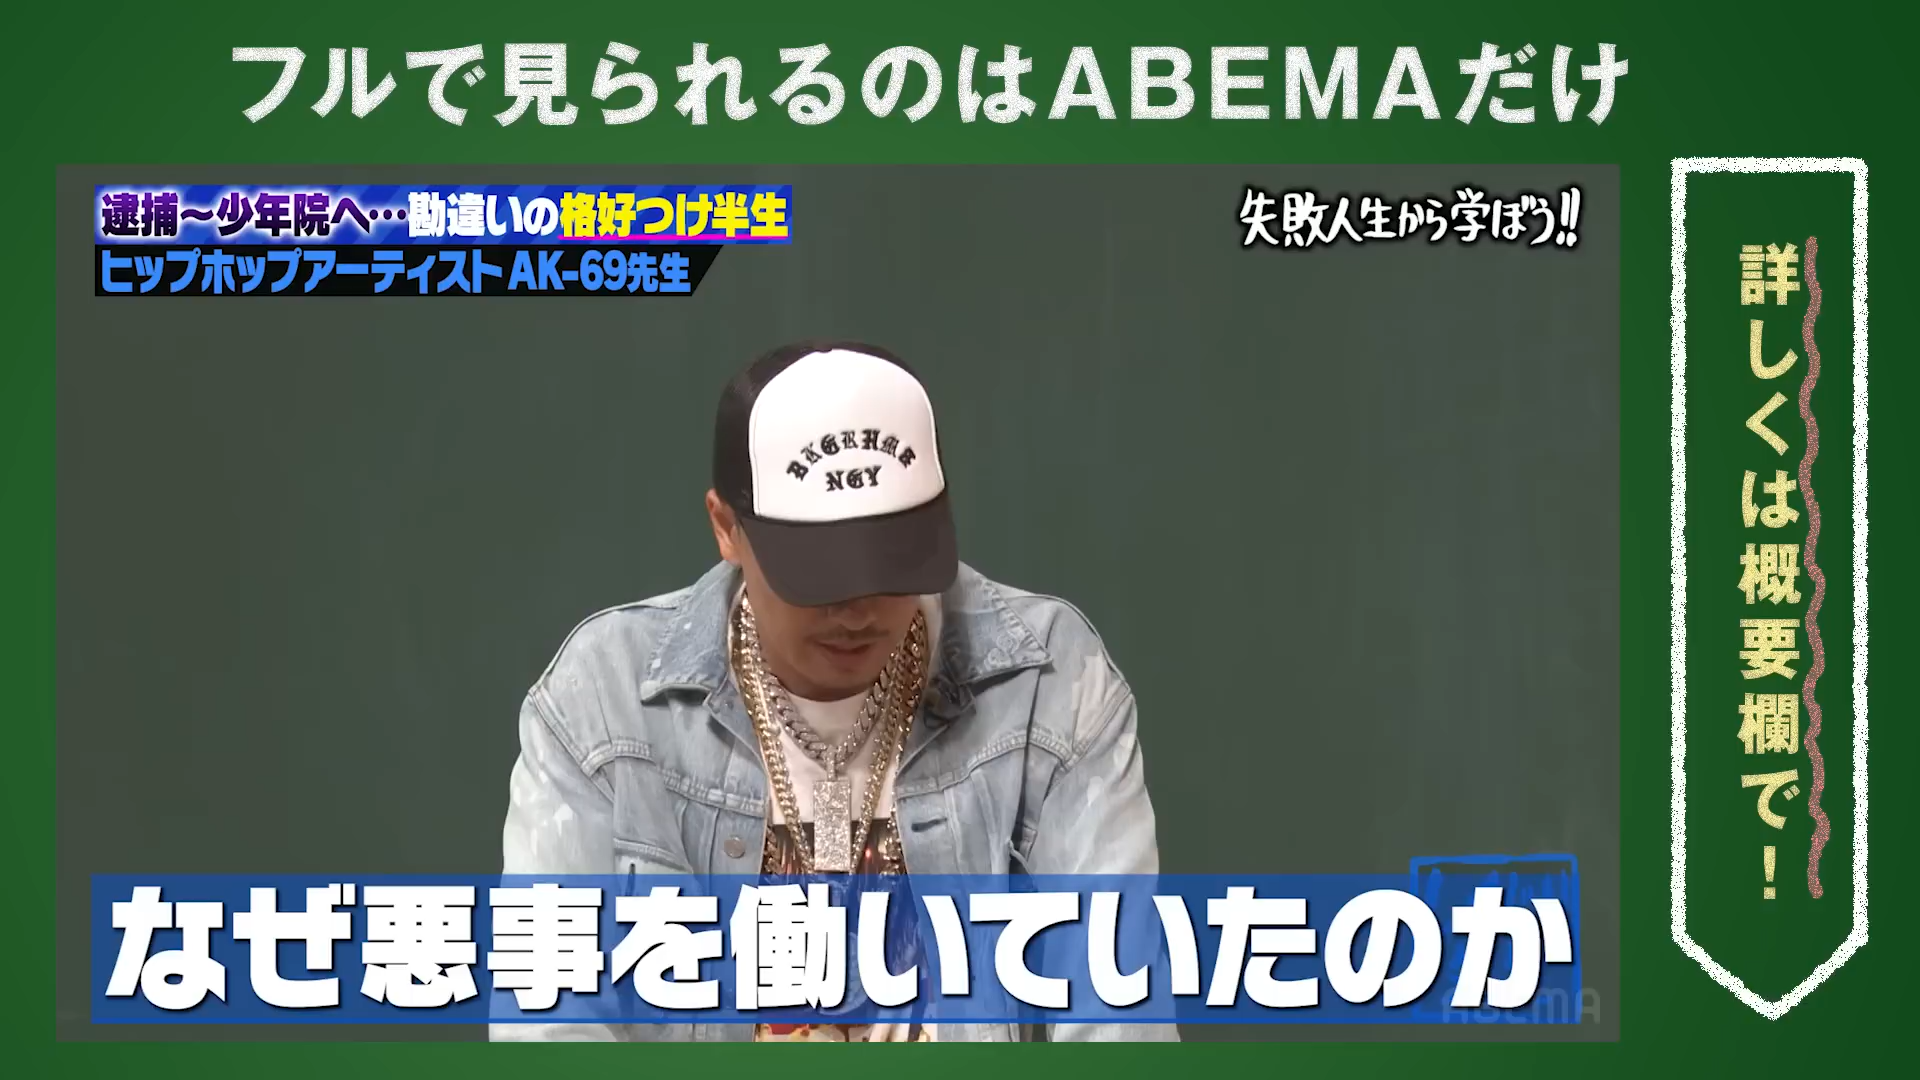 フルで見られるのはABEMAだけ
逮捕〜少年院へ…勘違いの格好つけ半生
ヒップホップアーティスト AK-69先生
失敗人生から学ぼう!!
詳しくは概要欄で!
BKGRHME
NGY
なぜ悪事を働いていたのか
ABEMA